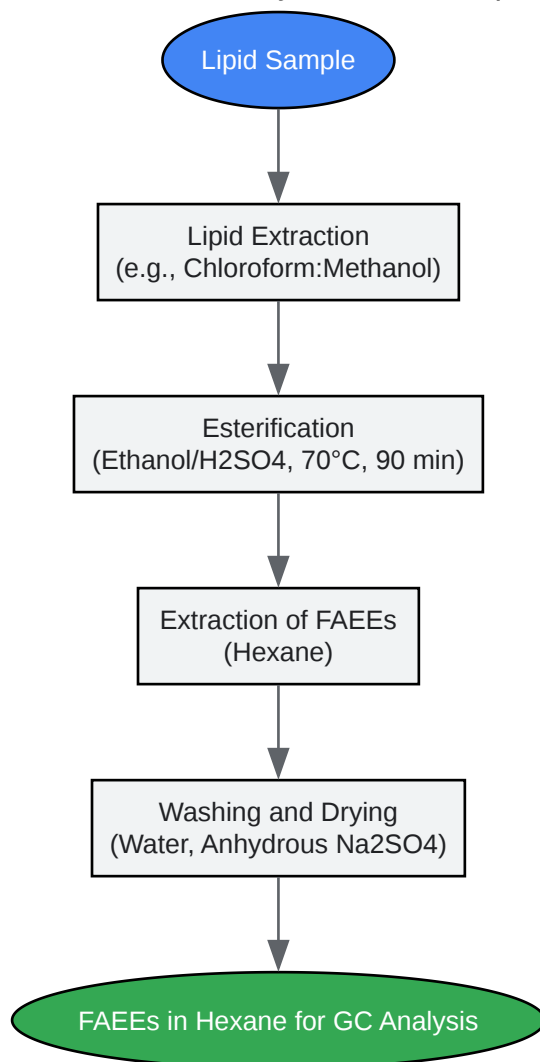 Lipid Sample
Lipid Extraction
(e.g., Chloroform:Methanol)
Esterification
(Ethanol/H2SO4, 70°C, 90 min)
Extraction of FAEEs
(Hexane)
Washing and Drying
(Water, Anhydrous Na2SO4)
FAEEs in Hexane for GC Analysis